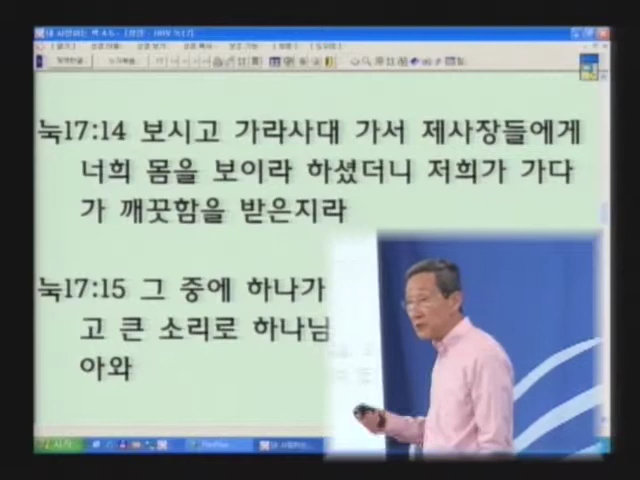 눅17:14 보시고 가라사대 가서 제사장들에게
너희 몸을 보이라 하셨더니 저희가 가다
가 깨끗함을 받은지라
눅17:15 그 중에 하나가
고 큰 소리로 하나님
아와